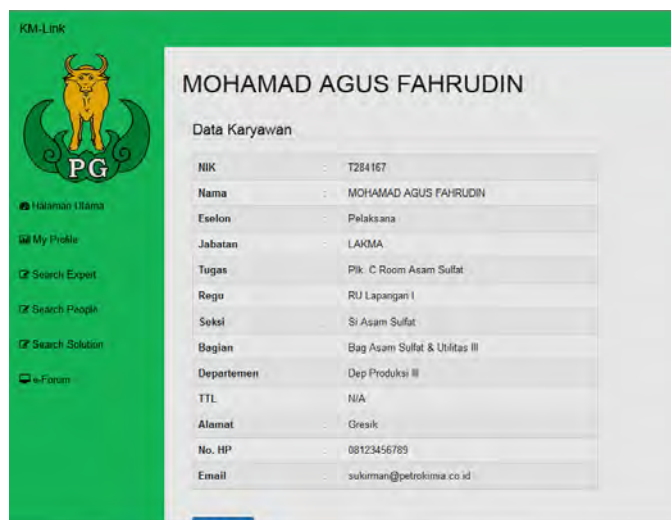 KM-Link
PG
Halaman Utama
My Profile
Search Expert
Search People
Search Solution
e-Forum
MOHAMAD AGUS FAHRUDIN
Data Karyawan
NIK : T284167
Nama : MOHAMAD AGUS FAHRUDIN
Eselon : Pelaksana
Jabatan : LAKMA
Tugas : Plk. C Room Asam Sulfat
Regu : RU Lapangan I
Seksi : Si Asam Sulfat
Bagian : Bag Asam Sulfat & Utilitas III
Departemen : Dep Produksi III
TTL : N/A
Alamat : Gresik
No. HP : 08123456789
Email : sukirman@petrokimia.co.id